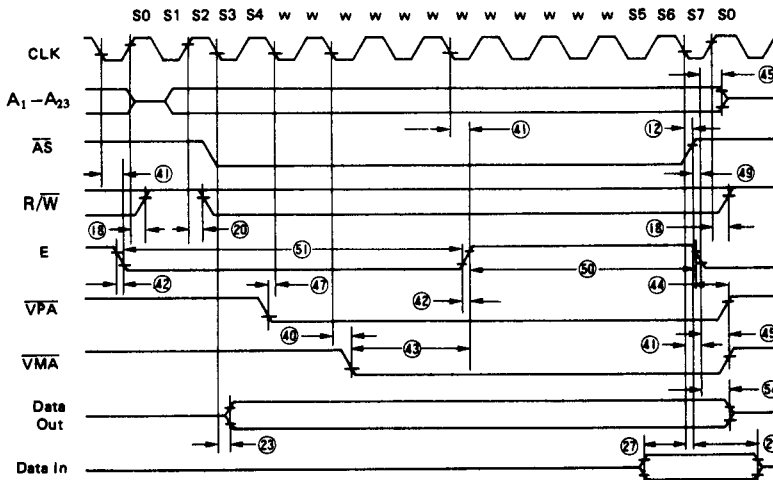 S0 S1 S2 S3 S4 w w w w w w w w w w w w S5 S6 S7 S0
CLK
45
A1–A23
41 12
AS
41 49
R/W
18 20 18
E 51
50
42 47 42 44
VPA
40 43 41 45
VMA
54
Data
Out
23 27
Data In